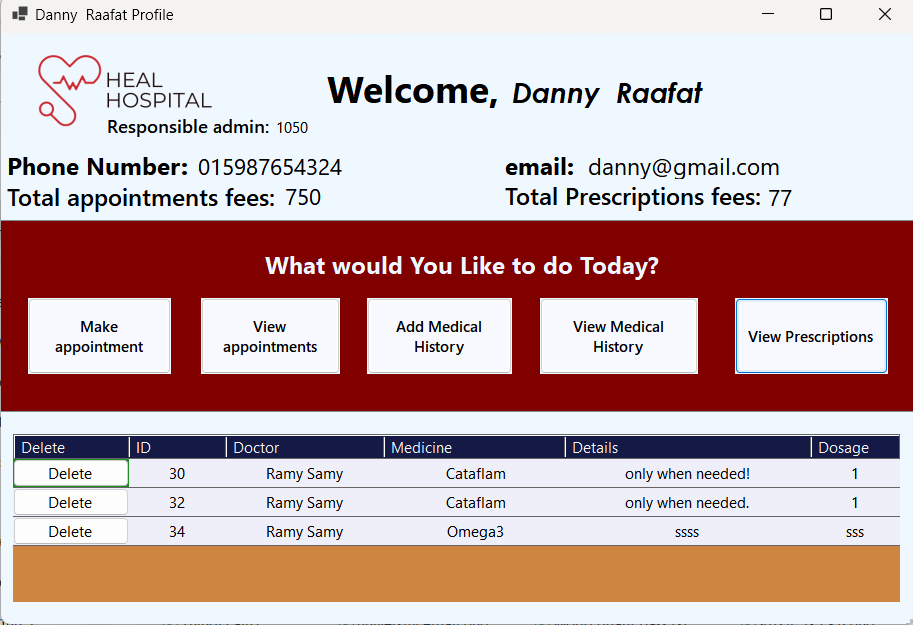 Danny  Raafat Profile
HEAL
HOSPITAL
Welcome, Danny  Raafat
Responsible admin: 1050
Phone Number: 015987654324
email: danny@gmail.com
Total appointments fees: 750
Total Prescriptions fees: 77
What would You Like to do Today?
Make
appointment
View
appointments
Add Medical
History
View Medical
History
View Prescriptions
Delete ID Doctor Medicine Details Dosage
Delete 30 Ramy Samy Cataflam only when needed! 1
Delete 32 Ramy Samy Cataflam only when needed. 1
Delete 34 Ramy Samy Omega3 ssss sss